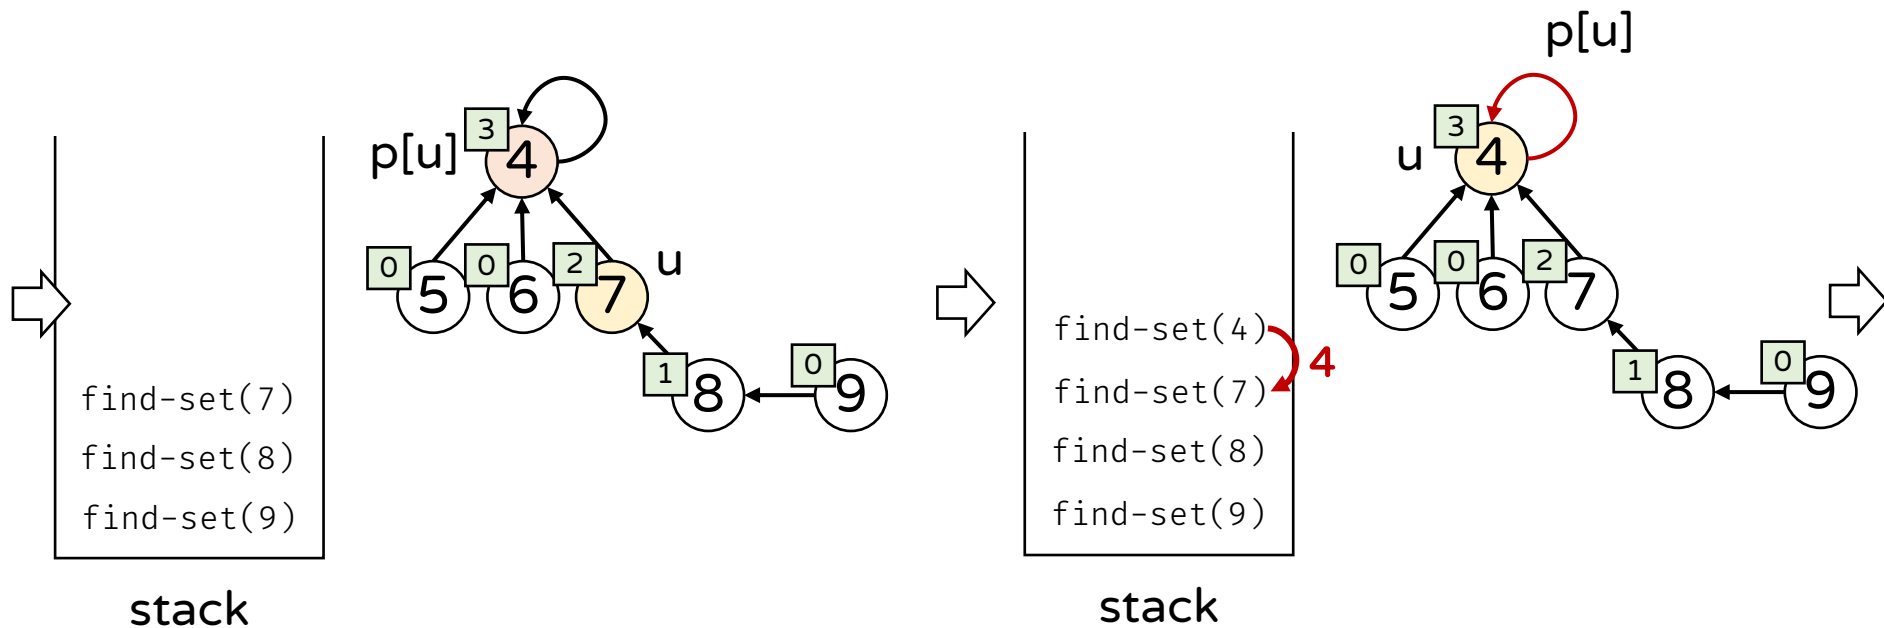 3
p[u]
4
0
5
0
6
2
7
u
1
8
0
9
find-set(7)
find-set(8)
find-set(9)
stack
p[u]
3
u
4
0
5
0
6
2
7
1
8
0
9
find-set(4)
4
find-set(7)
find-set(8)
find-set(9)
stack